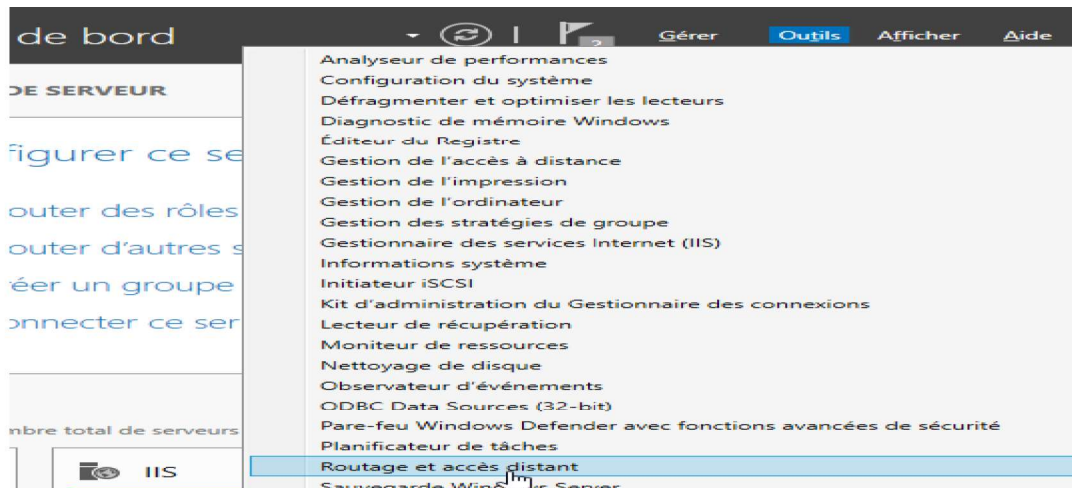 de bord
Gérer Outils Afficher Aide
DE SERVEUR
figurer ce se
outer des rôles
outer d'autres s
éer un groupe
onnecter ce ser
mbre total de serveurs
IIS
Analyseur de performances
Configuration du système
Défragmenter et optimiser les lecteurs
Diagnostic de mémoire Windows
Éditeur du Registre
Gestion de l'accès à distance
Gestion de l'impression
Gestion de l'ordinateur
Gestion des stratégies de groupe
Gestionnaire des services Internet (IIS)
Informations système
Initiateur iSCSI
Kit d'administration du Gestionnaire des connexions
Lecteur de récupération
Moniteur de ressources
Nettoyage de disque
Observateur d'événements
ODBC Data Sources (32-bit)
Pare-feu Windows Defender avec fonctions avancées de sécurité
Planificateur de tâches
Routage et accès distant
Sauvegarde Server